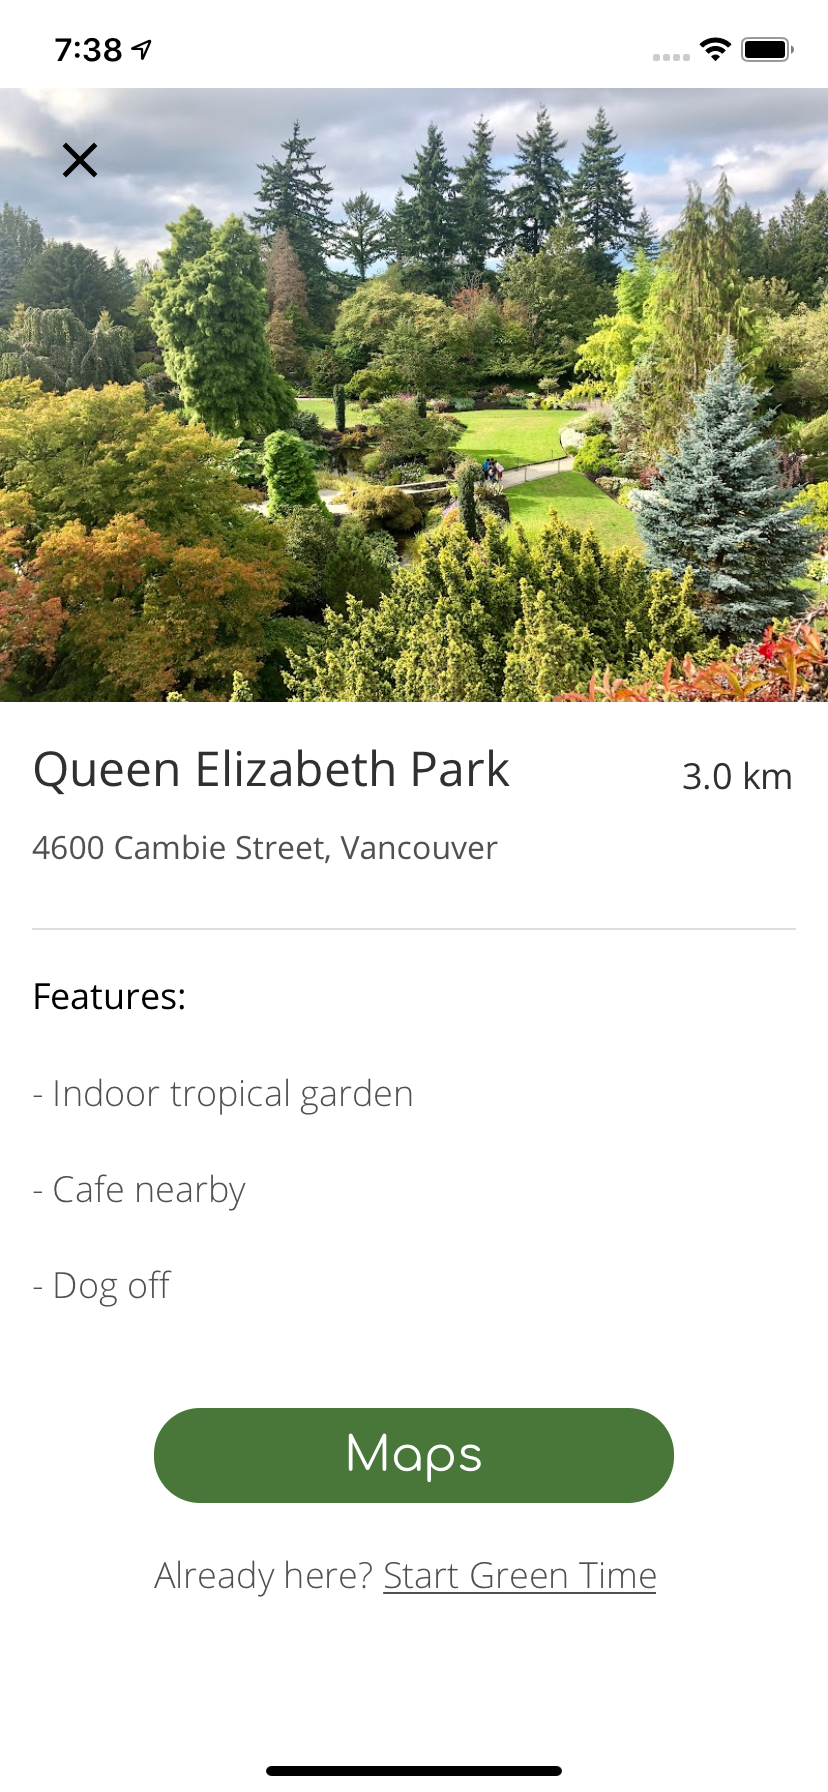 7:38
Queen Elizabeth Park
3.0 km
4600 Cambie Street, Vancouver
Features:
- Indoor tropical garden
- Cafe nearby
- Dog off
Maps
Already here? Start Green Time